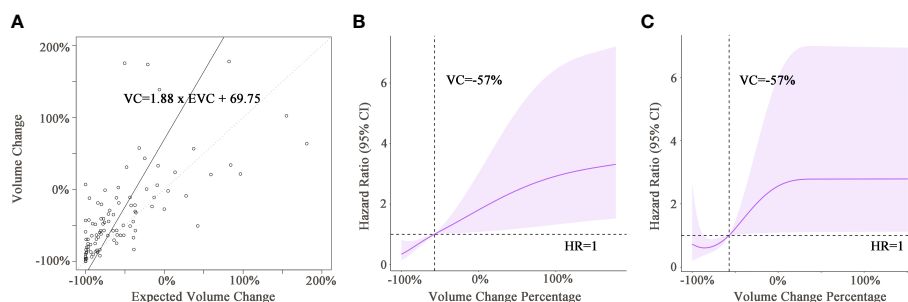 A
B
C
200%
100%
0%
-100%
Volume Change
VC=1.88 x EVC + 69.75
-100%
0%
100%
200%
Expected Volume Change
6
4
2
0
Hazard Ratio (95% CI)
VC=-57%
HR=1
-100%
0%
100%
Volume Change Percentage
6
4
2
0
Hazard Ratio (95% CI)
VC=-57%
HR=1
-100%
0%
100%
Volume Change Percentage